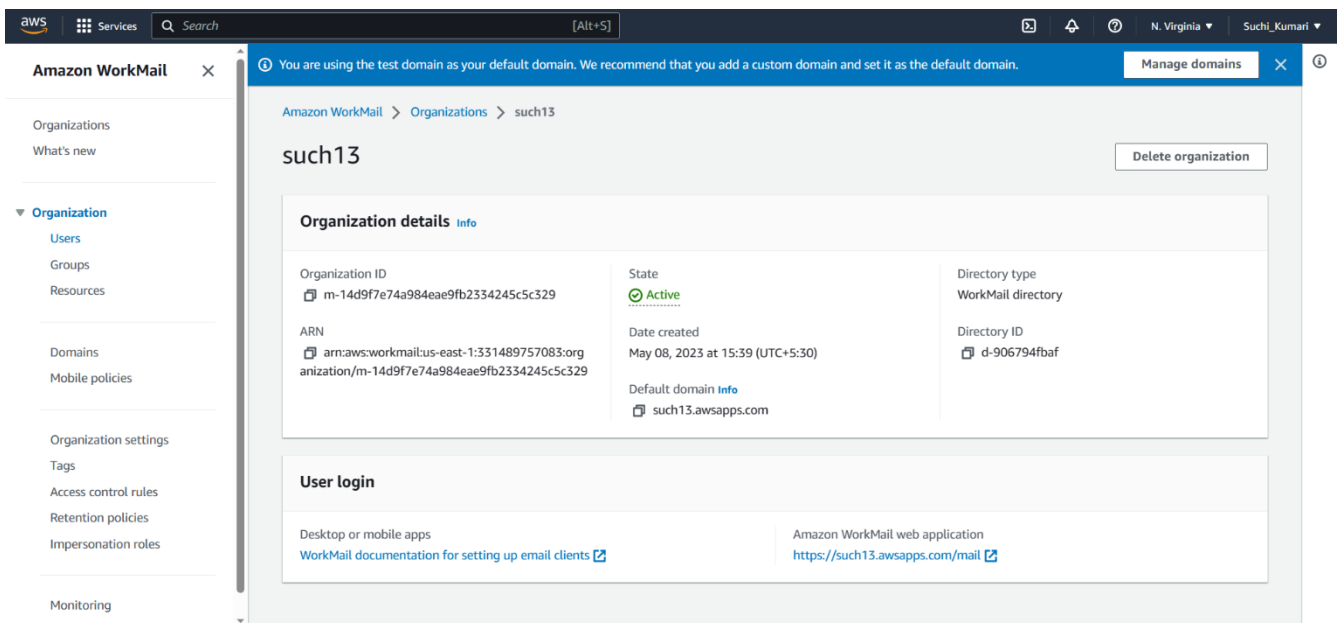 aws
Services
Search
[Alt+S]
N. Virginia ▼
Suchi_Kumari ▼
Amazon WorkMail
Organizations
What's new
Organization
Users
Groups
Resources
Domains
Mobile policies
Organization settings
Tags
Access control rules
Retention policies
Impersonation roles
Monitoring
You are using the test domain as your default domain. We recommend that you add a custom domain and set it as the default domain.
Manage domains
Amazon WorkMail > Organizations > such13
such13
Delete organization
Organization details Info
Organization ID
m-14d9f7e74a984eae9fb2334245c5c329
ARN
arn:aws:workmail:us-east-1:331489757083:org
anization/m-14d9f7e74a984eae9fb2334245c5c329
State
Active
Date created
May 08, 2023 at 15:39 (UTC+5:30)
Default domain Info
such13.awsapps.com
Directory type
WorkMail directory
Directory ID
d-906794fbaf
User login
Desktop or mobile apps
WorkMail documentation for setting up email clients
Amazon WorkMail web application
https://such13.awsapps.com/mail